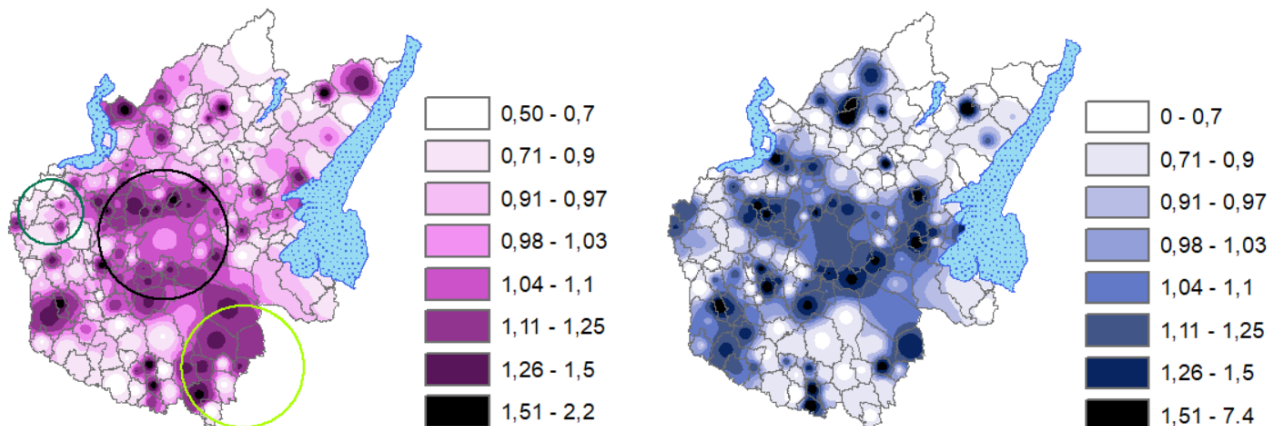 0,50 - 0,7
0,71 - 0,9
0,91 - 0,97
0,98 - 1,03
1,04 - 1,1
1,11 - 1,25
1,26 - 1,5
1,51 - 2,2
0 - 0,7
0,71 - 0,9
0,91 - 0,97
0,98 - 1,03
1,04 - 1,1
1,11 - 1,25
1,26 - 1,5
1,51 - 7.4